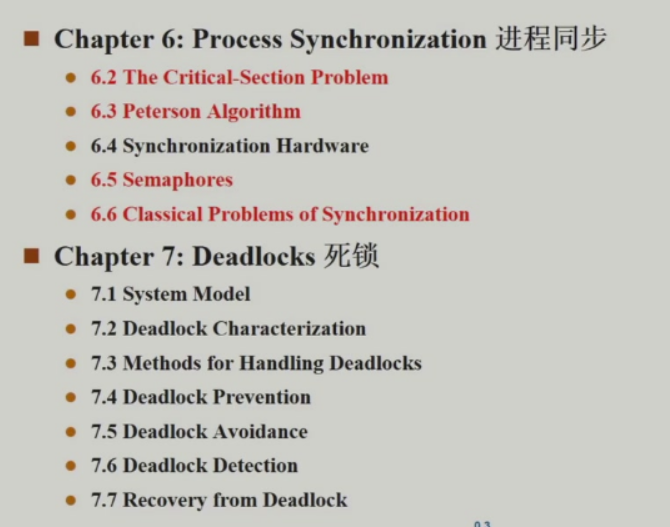 Chapter 6: Process Synchronization 进程同步
6.2 The Critical-Section Problem
6.3 Peterson Algorithm
6.4 Synchronization Hardware
6.5 Semaphores
6.6 Classical Problems of Synchronization
Chapter 7: Deadlocks 死锁
7.1 System Model
7.2 Deadlock Characterization
7.3 Methods for Handling Deadlocks
7.4 Deadlock Prevention
7.5 Deadlock Avoidance
7.6 Deadlock Detection
7.7 Recovery from Deadlock